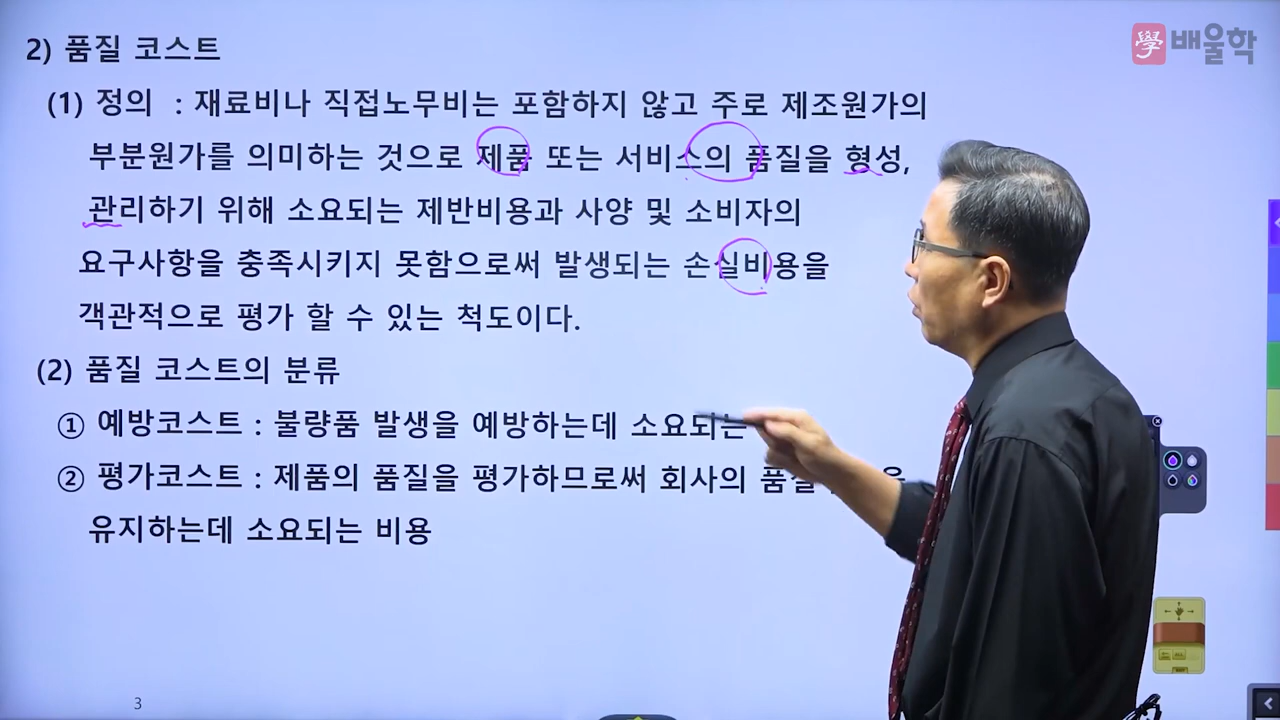 學 배울학
2) 품질 코스트
(1) 정의 : 재료비나 직접노무비는 포함하지 않고 주로 제조원가의
부분원가를 의미하는 것으로 제품 또는 서비스의 품질을 형성,
관리하기 위해 소요되는 제반비용과 사양 및 소비자의
요구사항을 충족시키지 못함으로써 발생되는 손실비용을
객관적으로 평가 할 수 있는 척도이다.
(2) 품질 코스트의 분류
① 예방코스트 : 불량품 발생을 예방하는데 소요되는
② 평가코스트 : 제품의 품질을 평가하므로써 회사의 품질
유지하는데 소요되는 비용
3